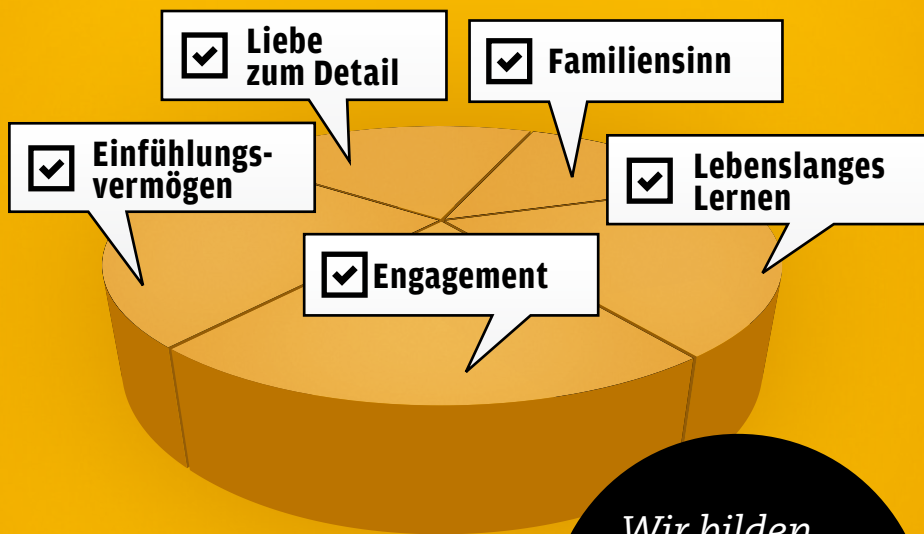 Liebe
zum Detail
Familiensinn
Einfühlungs-
vermögen
Lebenslanges
Lernen
Engagement
Wir bilden